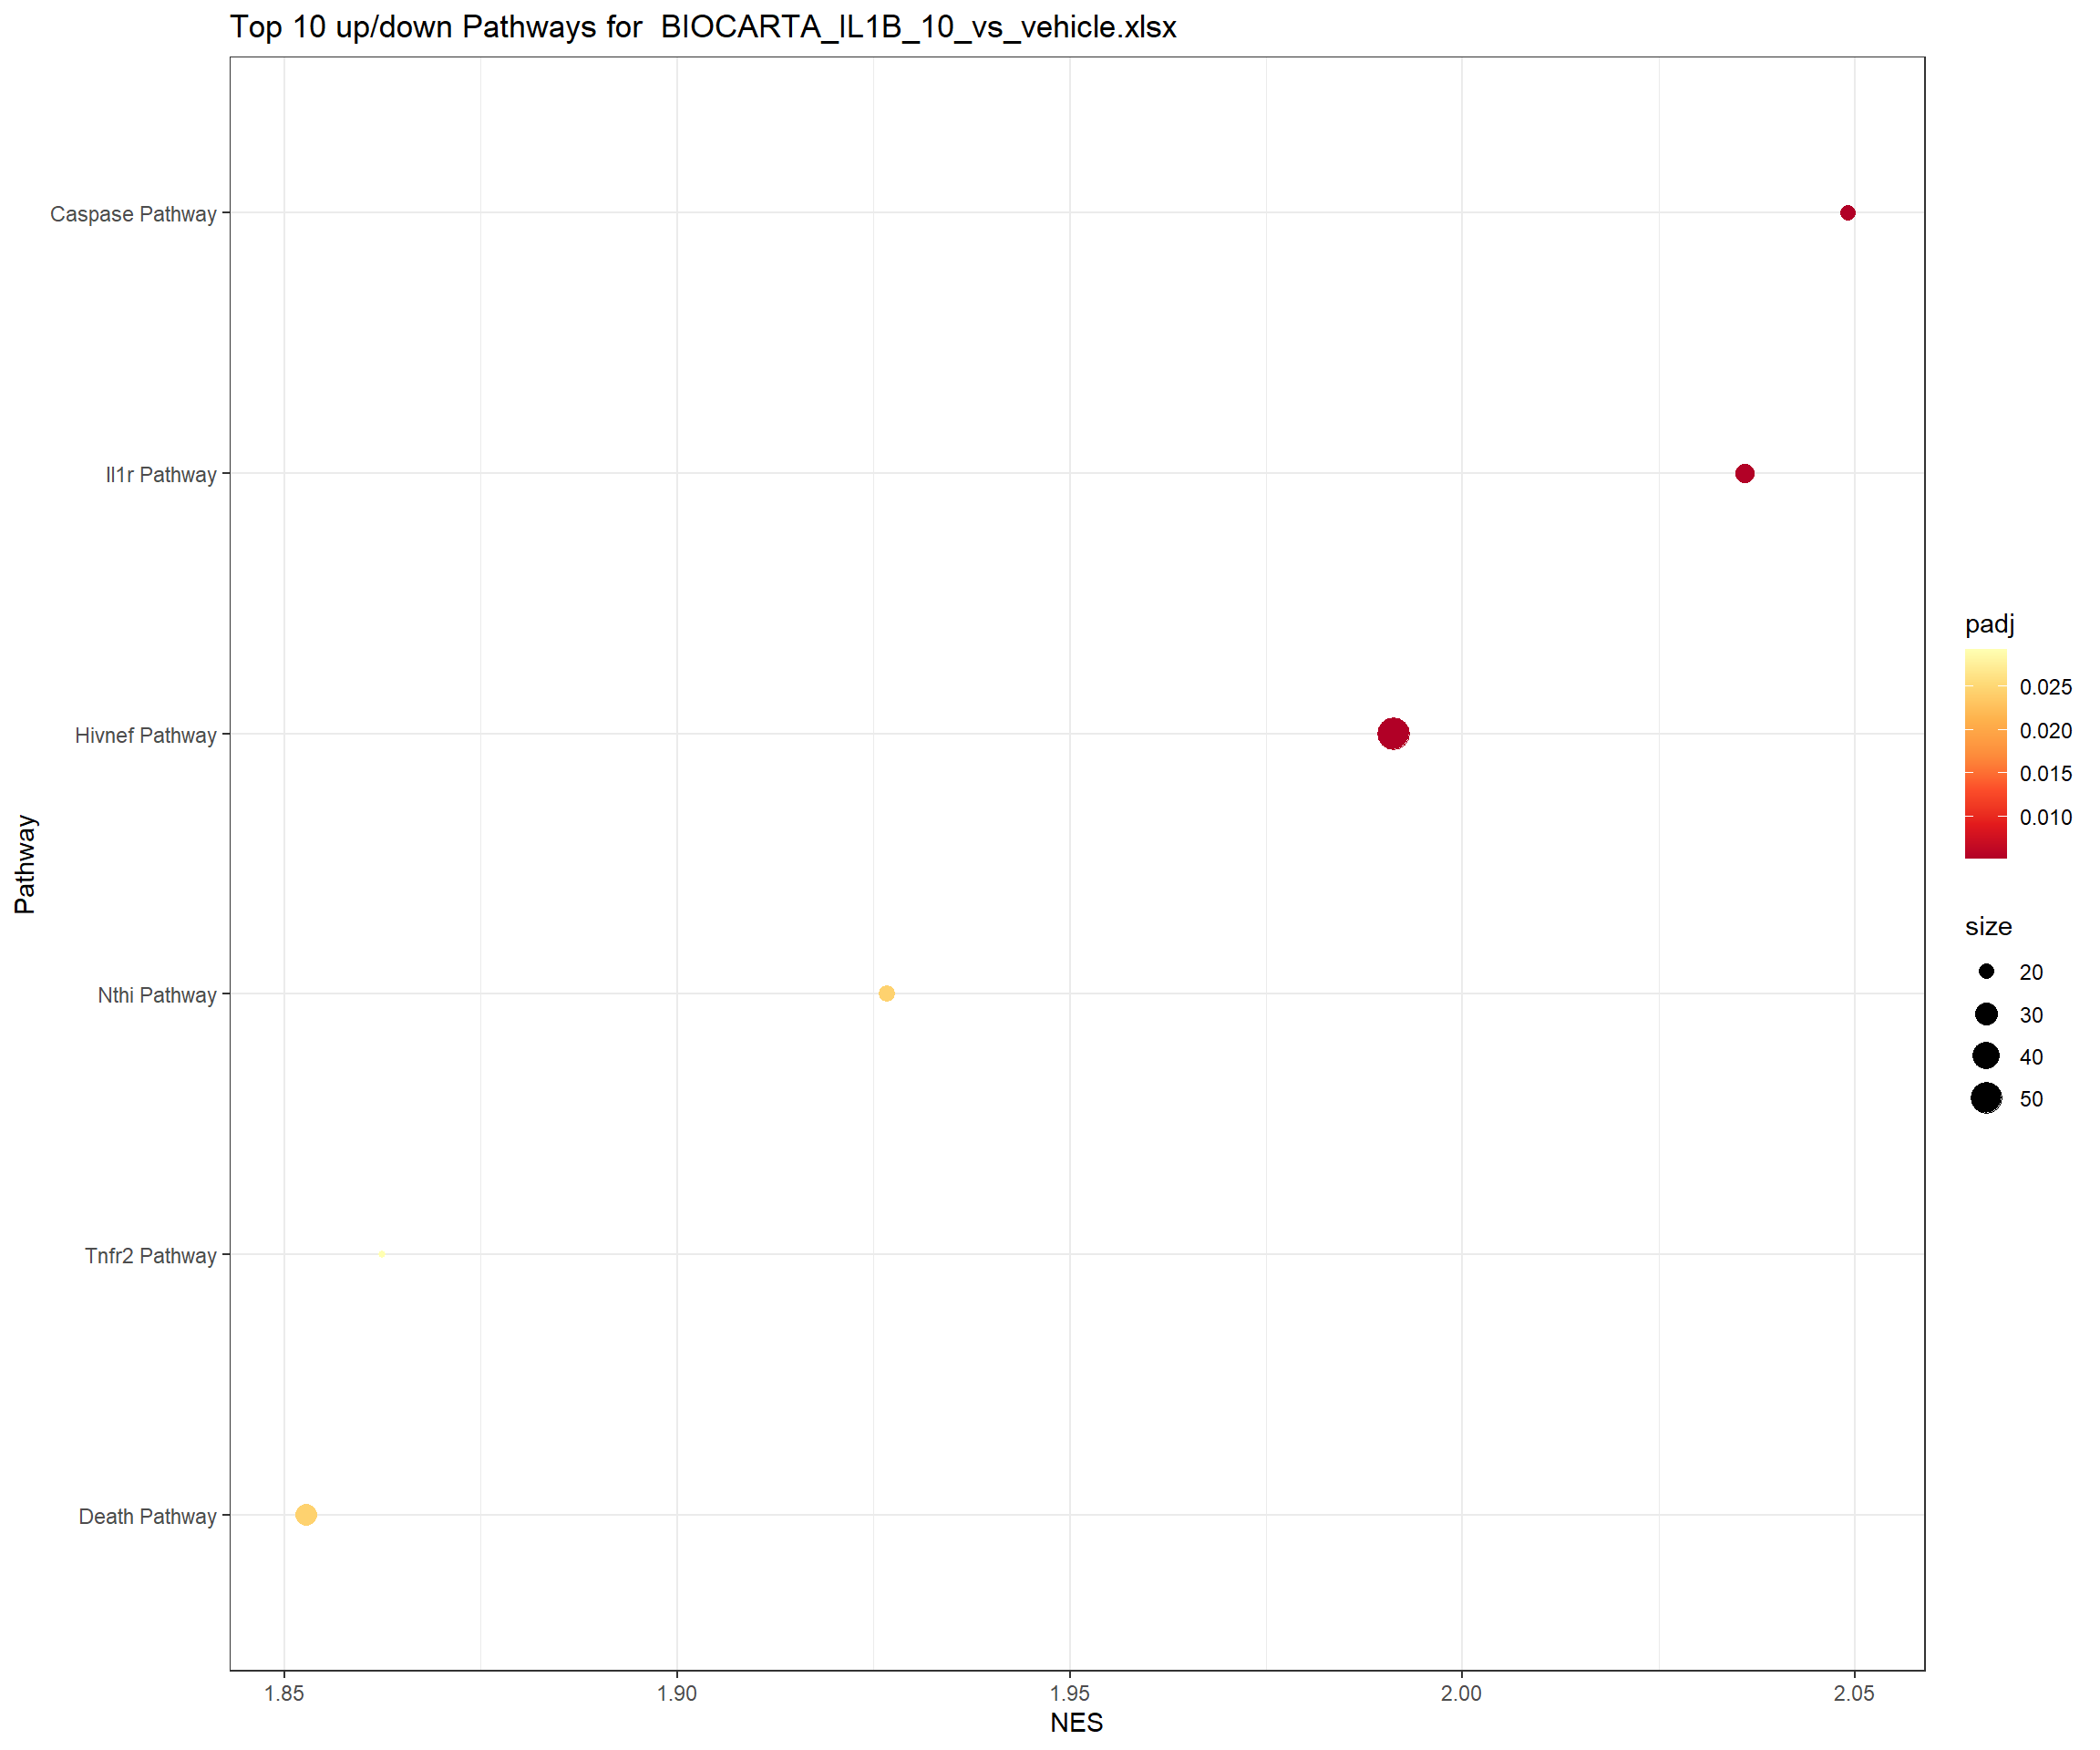 Top 10 up/down Pathways for  BIOCARTA_IL1B_10_vs_vehicle.xlsx
Pathway
Caspase Pathway
Il1r Pathway
Hivnef Pathway
Nthi Pathway
Tnfr2 Pathway
Death Pathway
1.85
1.90
1.95
2.00
2.05
NES
padj
0.025
0.020
0.015
0.010
size
20
30
40
50